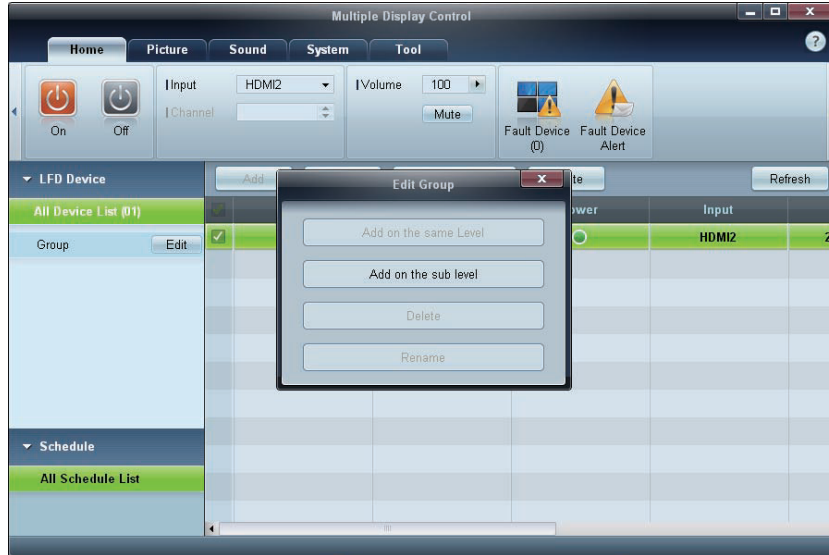 Multiple Display Control
Home Picture Sound System Tool ?
Input HDMI2 Volume 100
Channel Mute
On Off Fault Device (0) Fault Device Alert
LFD Device Add Edit Group Refresh
All Device List (01) Input
Group Edit HDMI2
Add on the same Level
Add on the sub level
Delete
Rename
Schedule
All Schedule List